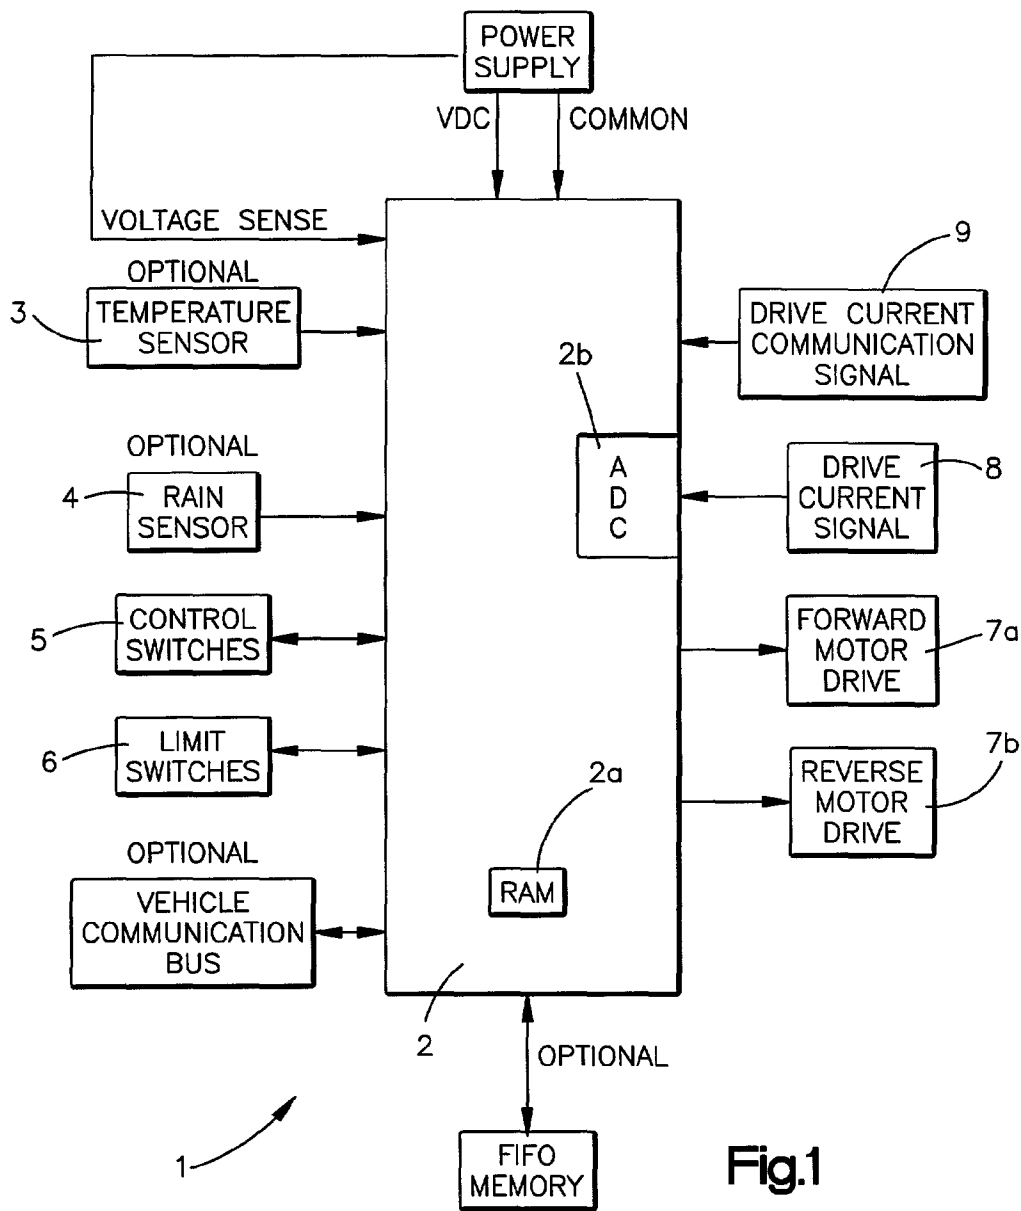 POWER
SUPPLY
VDC
COMMON
VOLTAGE SENSE
OPTIONAL
TEMPERATURE
SENSOR
3
OPTIONAL
RAIN
SENSOR
4
CONTROL
SWITCHES
5
LIMIT
SWITCHES
6
OPTIONAL
VEHICLE
COMMUNICATION
BUS
9
DRIVE CURRENT
COMMUNICATION
SIGNAL
2b
A
D
C
DRIVE
CURRENT
SIGNAL
8
FORWARD
MOTOR
DRIVE
7a
REVERSE
MOTOR
DRIVE
7b
2a
RAM
2
OPTIONAL
FIFO
MEMORY
1
Fig.1